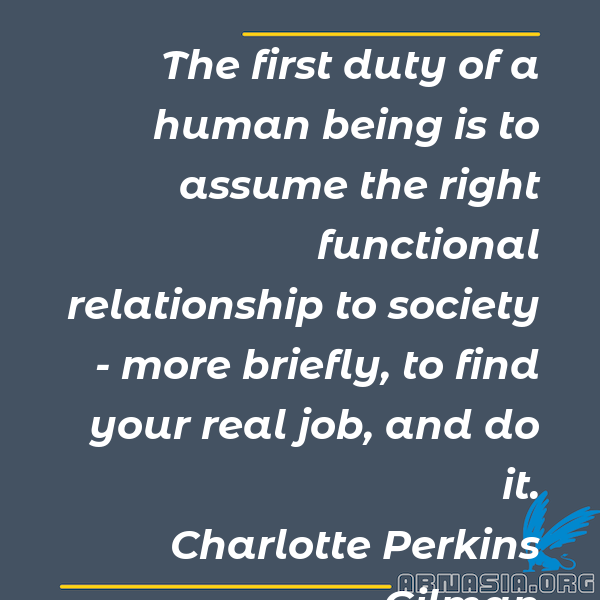 The first duty of a
human being is to
assume the right
functional
relationship to society
- more briefly, to find
your real job, and do
it.
Charlotte Perkins
Gilman
ARMASIA.ORG